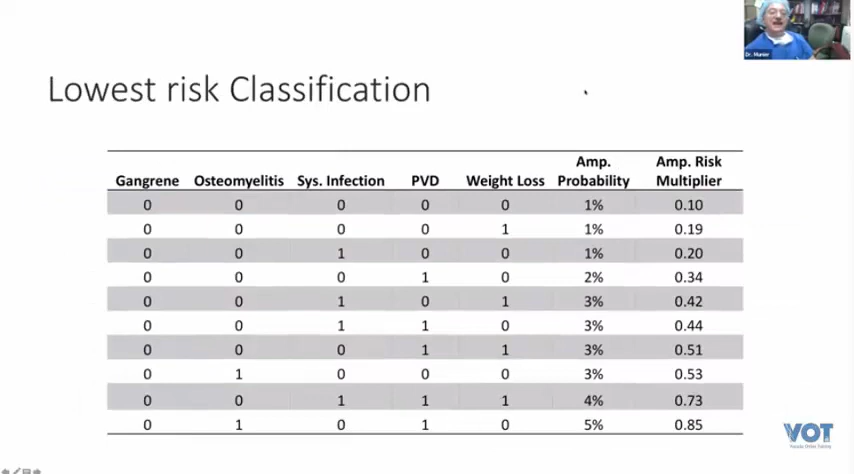 Dr. Munier
Lowest risk Classification
Gangrene Osteomyelitis Sys. Infection PVD Weight Loss Amp. Probability Amp. Risk Multiplier
0 0 0 0 0 1% 0.10
0 0 0 0 1 1% 0.19
0 0 1 0 0 1% 0.20
0 0 0 1 0 2% 0.34
0 0 1 0 1 3% 0.42
0 0 1 1 0 3% 0.44
0 0 0 1 1 3% 0.51
0 1 0 0 0 3% 0.53
0 0 1 1 1 4% 0.73
0 1 0 1 0 5% 0.85
VOT
Online Training